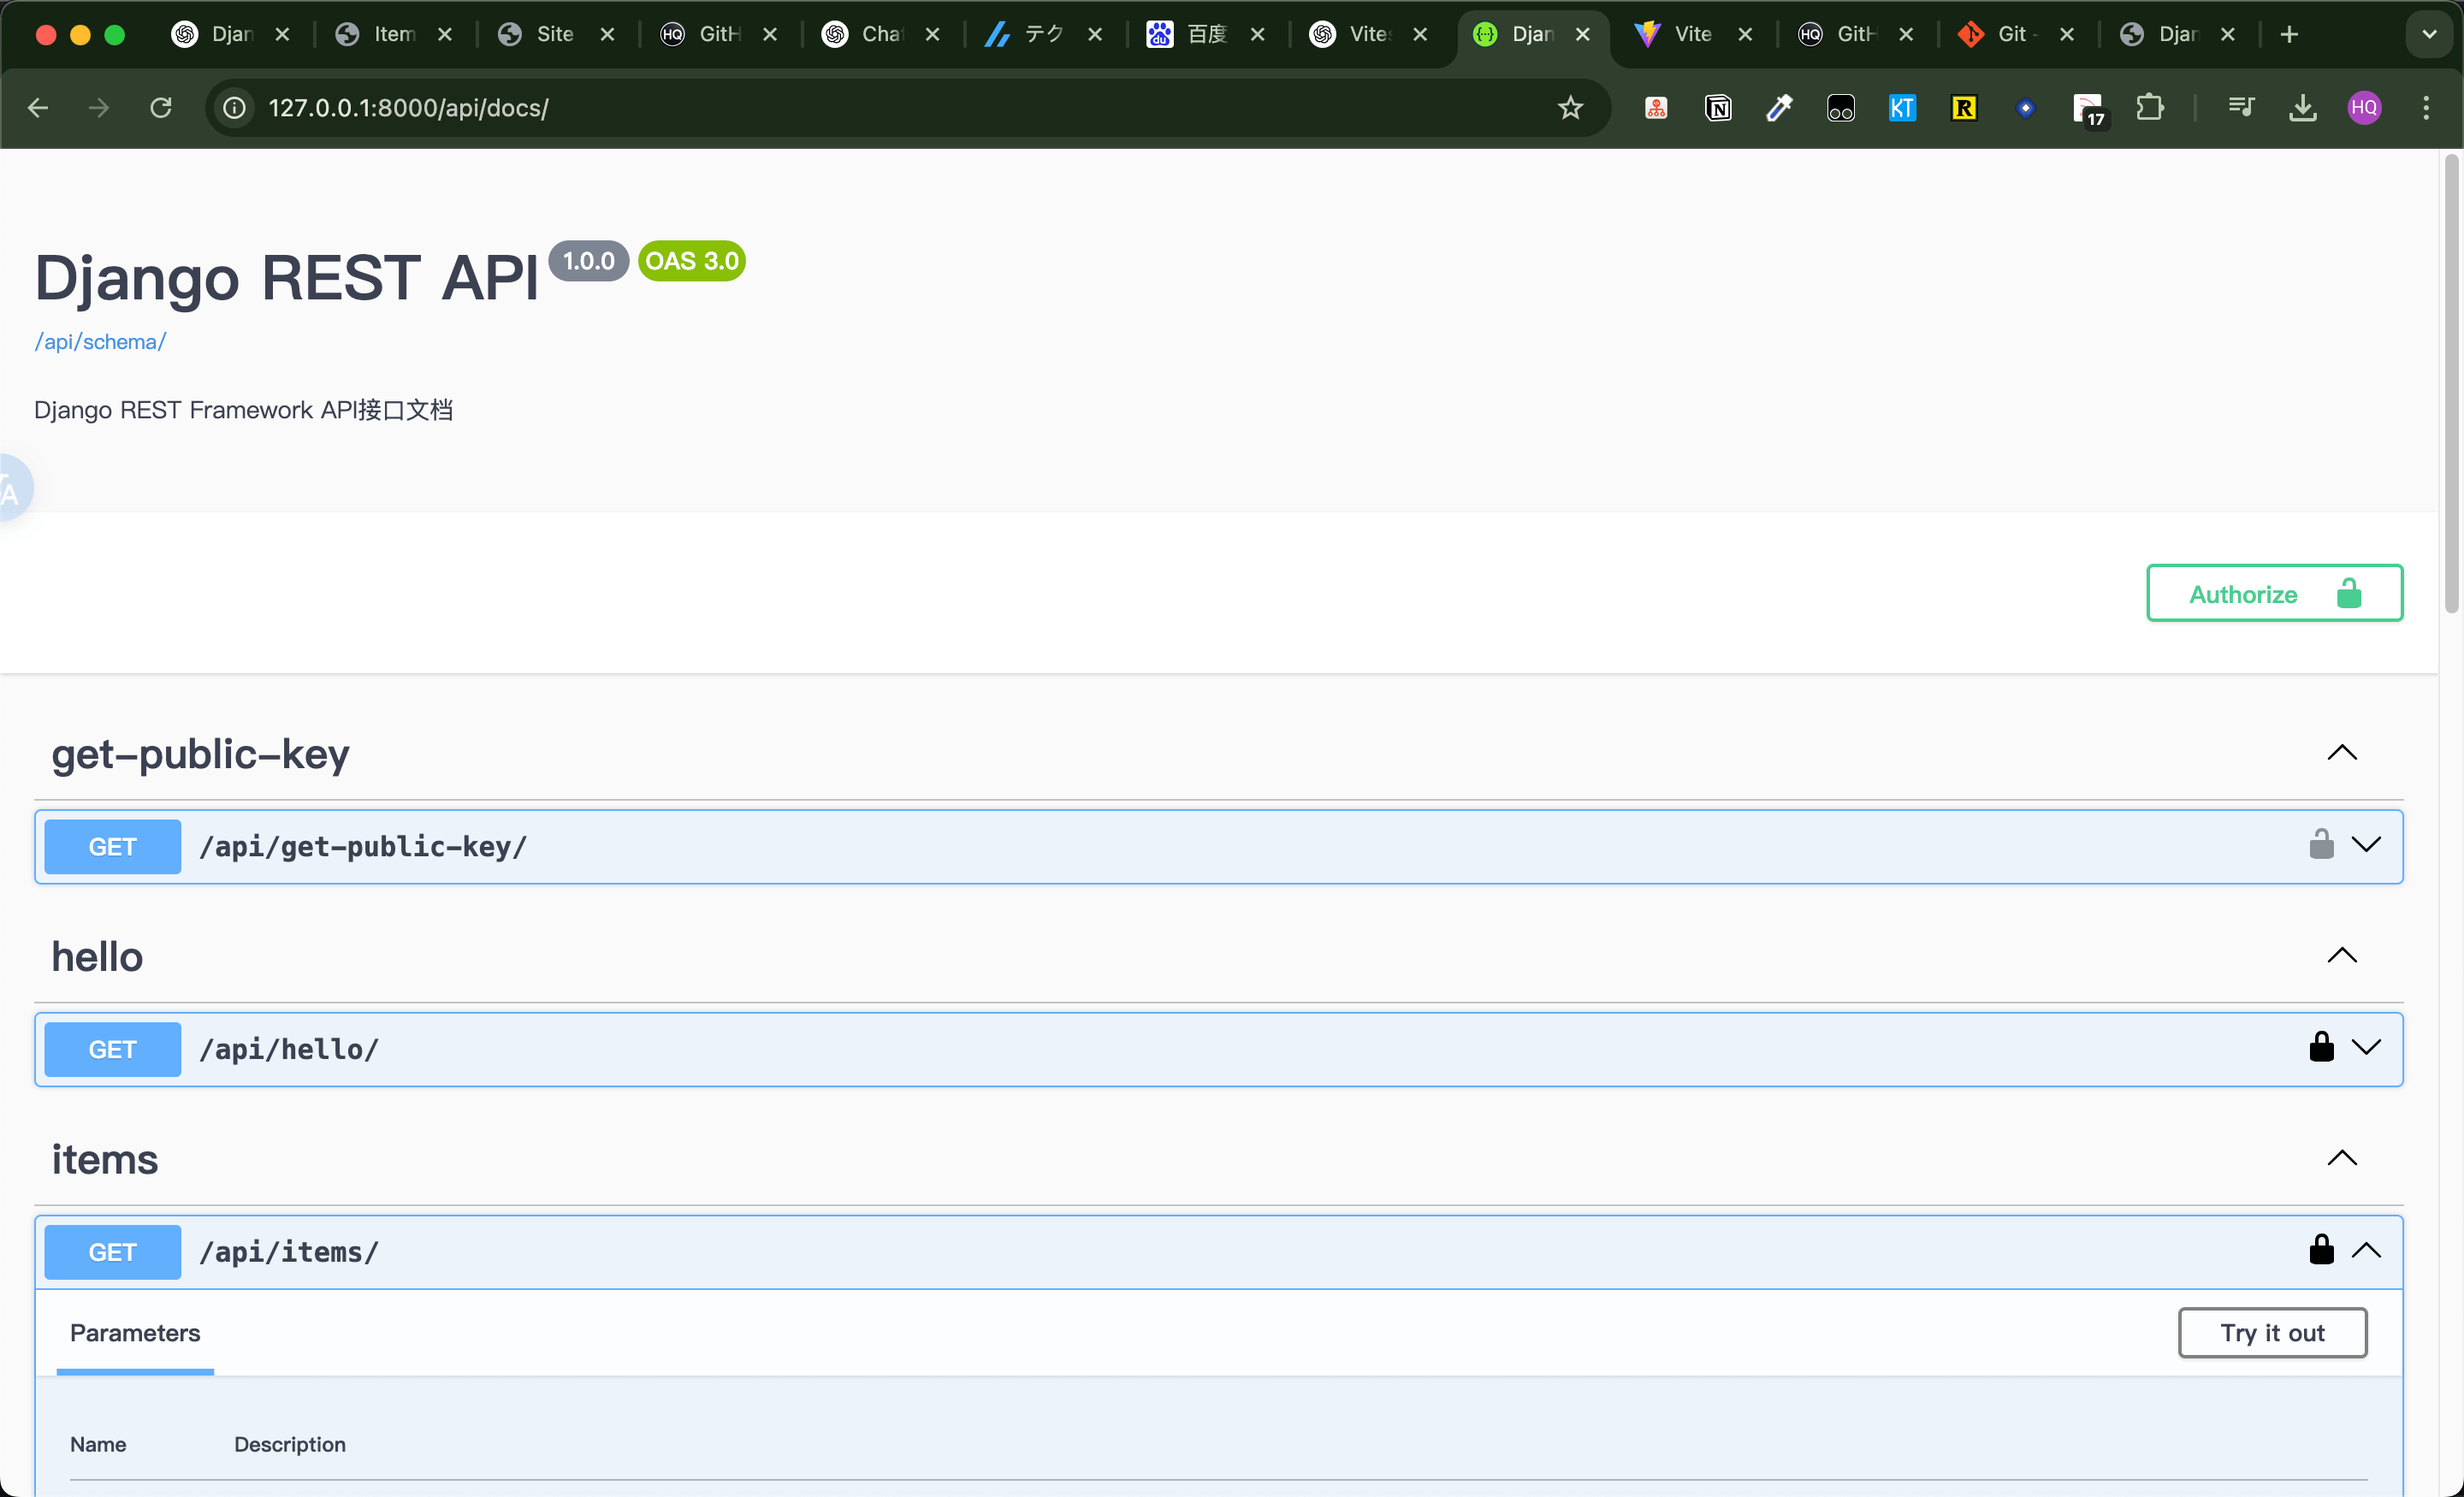 Djan
Item
Site
GitH
Chat
テク
百度
Vites
Djan
Vite
GitH
Git -
Djan
127.0.0.1:8000/api/docs/
KT
R
17
HQ
Django REST API 1.0.0 OAS 3.0
/api/schema/
Django REST Framework API接口文档
Authorize
get-public-key
GET /api/get-public-key/
hello
GET /api/hello/
items
GET /api/items/
Parameters
Try it out
Name Description